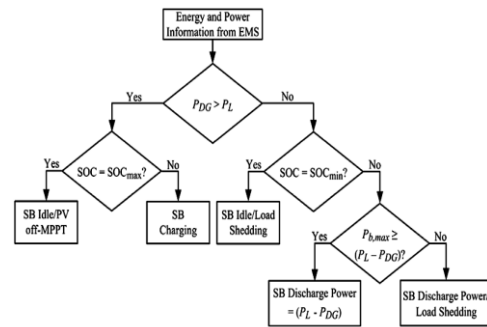 Energy and Power
Information from EMS
Yes
P_DG > P_L
No
Yes
SOC = SOC_max?
No
Yes
SOC = SOC_min?
No
SB Idle/PV
off-MPPT
SB
Charging
SB Idle/Load
Shedding
Yes
P_b,max ≥
(P_L – P_DG)?
No
SB Discharge Power
= (P_L - P_DG)
SB Discharge Power/
Load Shedding